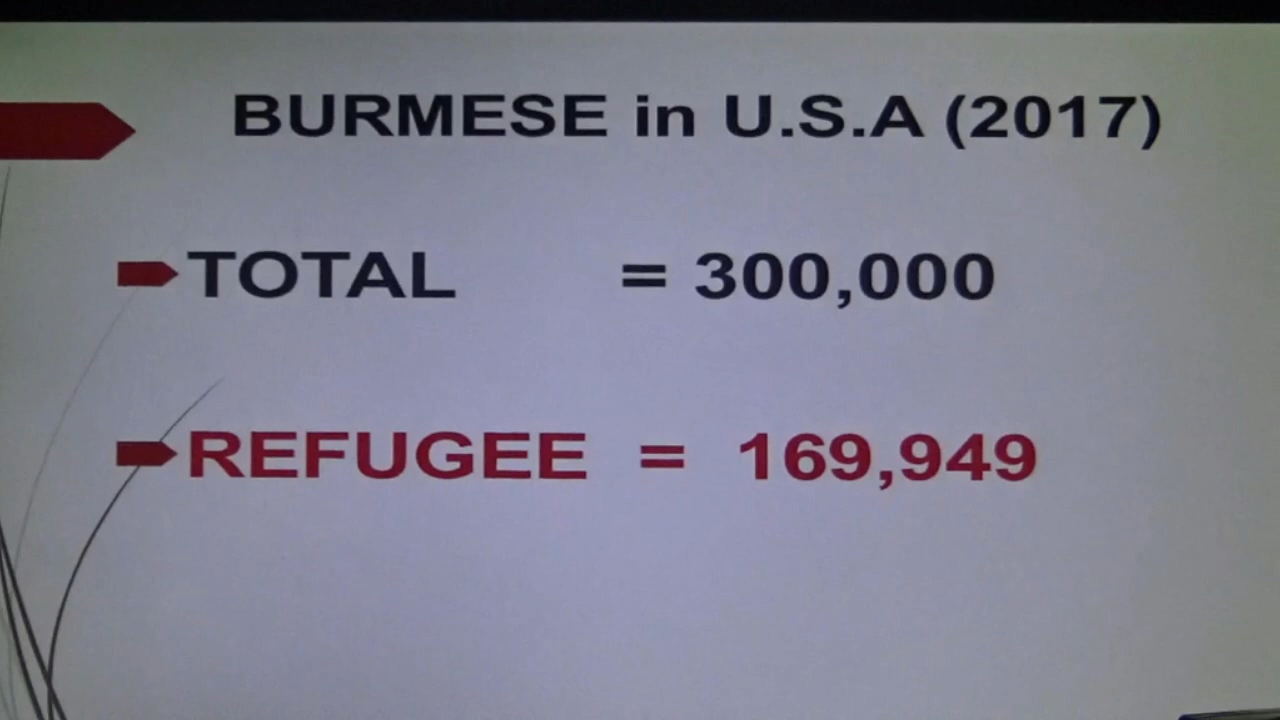 BURMESE in U.S.A (2017)
TOTAL = 300,000
REFUGEE = 169,949